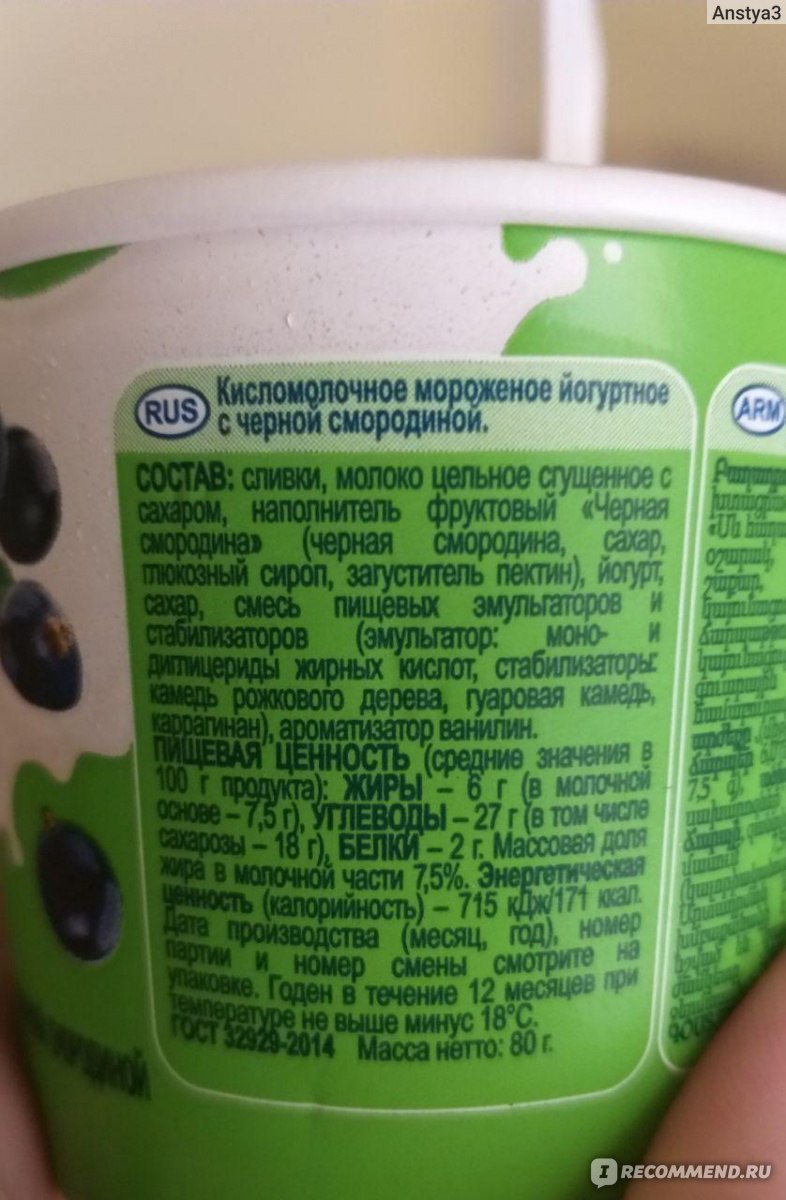 Anstya3
RUS
Кисломолочное мороженое йогуртное
с черной смородиной.
СОСТАВ: сливки, молоко цельное сгущенное с
сахаром, наполнитель фруктовый «Черная
смородина» (черная смородина, сахар,
глюкозный сироп, загуститель пектин), йогурт,
сахар, смесь пищевых эмульгаторов и
стабилизаторов (эмульгатор: моно- и
диглицериды жирных кислот, стабилизаторы:
камедь рожкового дерева, гуаровая камедь,
каррагинан), ароматизатор ванилин.
ПИЩЕВАЯ ЦЕННОСТЬ (средние значения в
100 г продукта): ЖИРЫ – 6 г (в молочной
основе – 7,5 г), УГЛЕВОДЫ – 27 г (в том числе
сахарозы – 18 г), БЕЛКИ – 2 г. Массовая доля
жира в молочной части 7,5%. Энергетическая
ценность (калорийность) – 715 кДж/171 ккал.
Дата производства (месяц, год), номер
партии и номер смены смотрите на
упаковке. Годен в течение 12 месяцев при
температуре не выше минус 18°С.
ГОСТ 32929-2014 Масса нетто: 80 г.
ARM
7,5
IRECOMMEND.RU